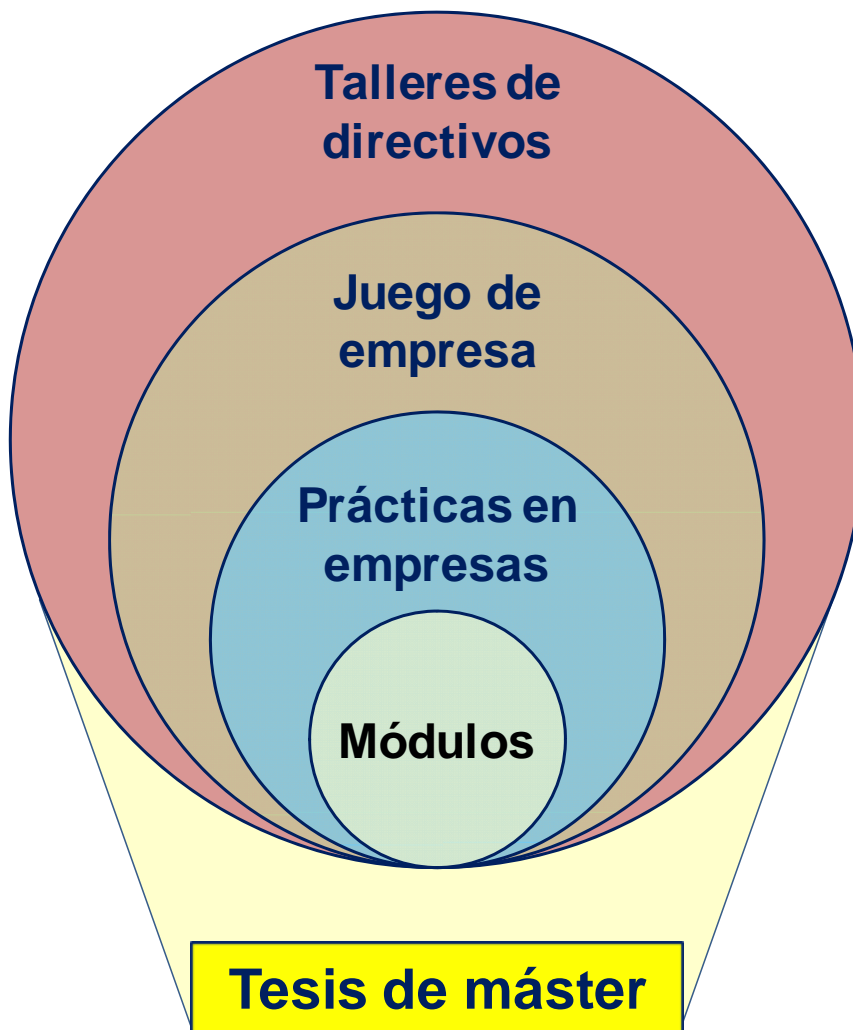 Talleres de
directivos
Juego de
empresa
Prácticas en
empresas
Módulos
Tesis de máster